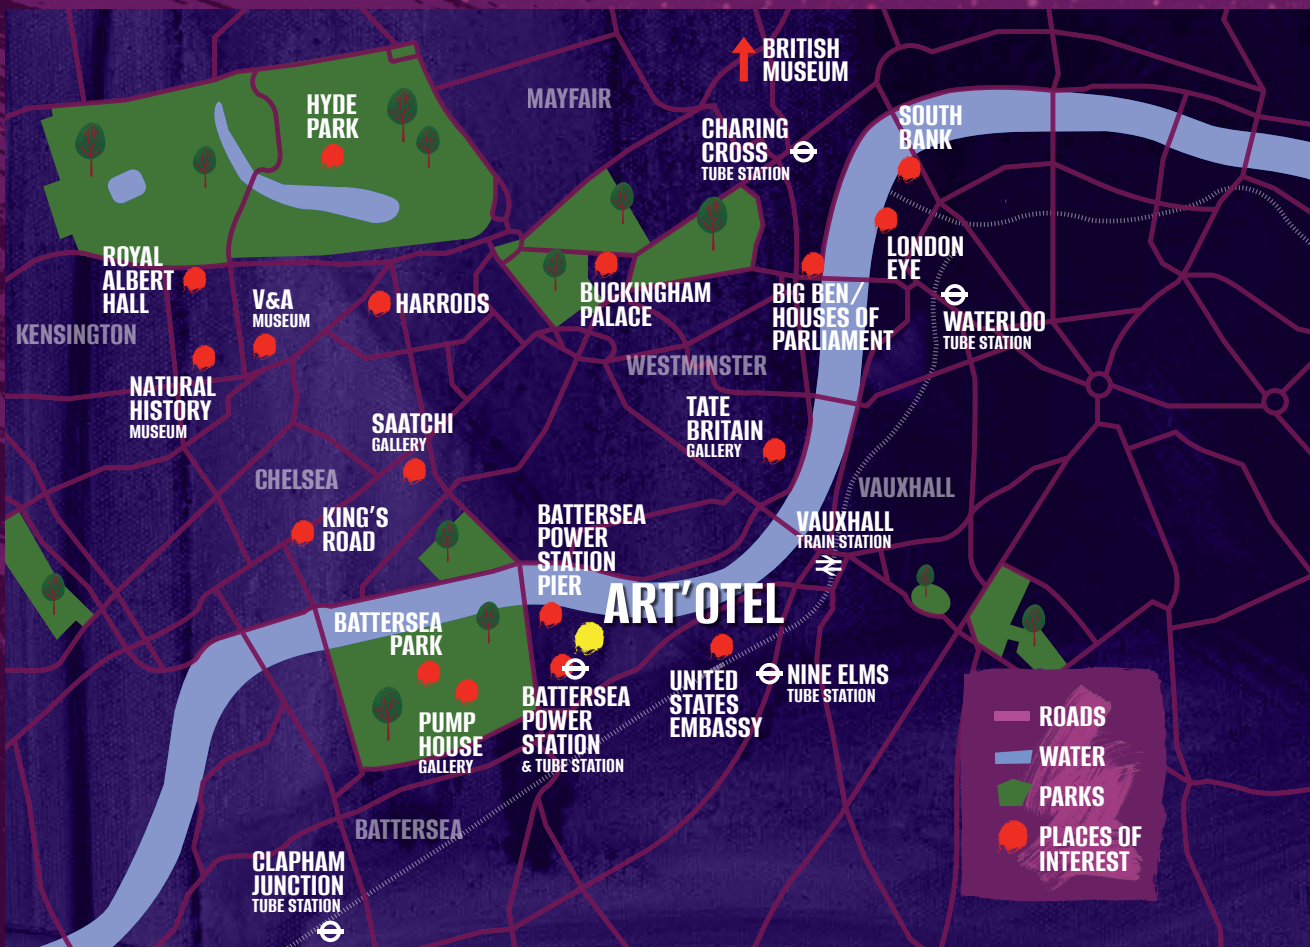 BRITISH
MUSEUM
MAYFAIR
HYDE
PARK
SOUTH
BANK
CHARING
CROSS
TUBE STATION
LONDON
EYE
ROYAL
ALBERT
HALL
V&A
MUSEUM
HARRODS
BUCKINGHAM
PALACE
BIG BEN/
HOUSES OF
PARLIAMENT
WATERLOO
TUBE STATION
KENSINGTON
WESTMINSTER
NATURAL
HISTORY
MUSEUM
SAATCHI
GALLERY
TATE
BRITAIN
GALLERY
CHELSEA
VAUXHALL
KING'S
ROAD
BATTERSEA
POWER
STATION
PIER
VAUXHALL
TRAIN STATION
ART'OTEL
BATTERSEA
PARK
UNITED
STATES
EMBASSY
NINE ELMS
TUBE STATION
BATTERSEA
POWER
STATION
& TUBE STATION
PUMP
HOUSE
GALLERY
BATTERSEA
CLAPHAM
JUNCTION
TUBE STATION
ROADS
WATER
PARKS
PLACES OF
INTEREST